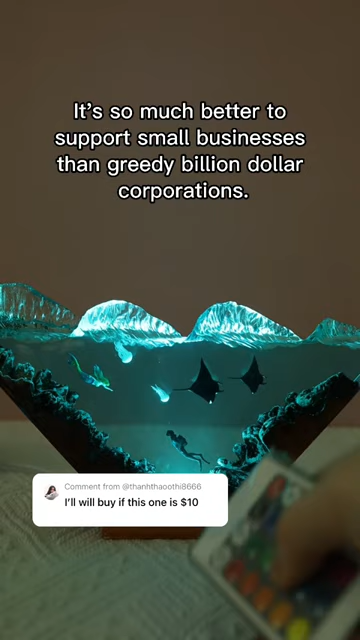 It's so much better to
support small businesses
than greedy billion dollar
corporations.
Comment from @thanhthaoothi8666
I'll will buy if this one is $10